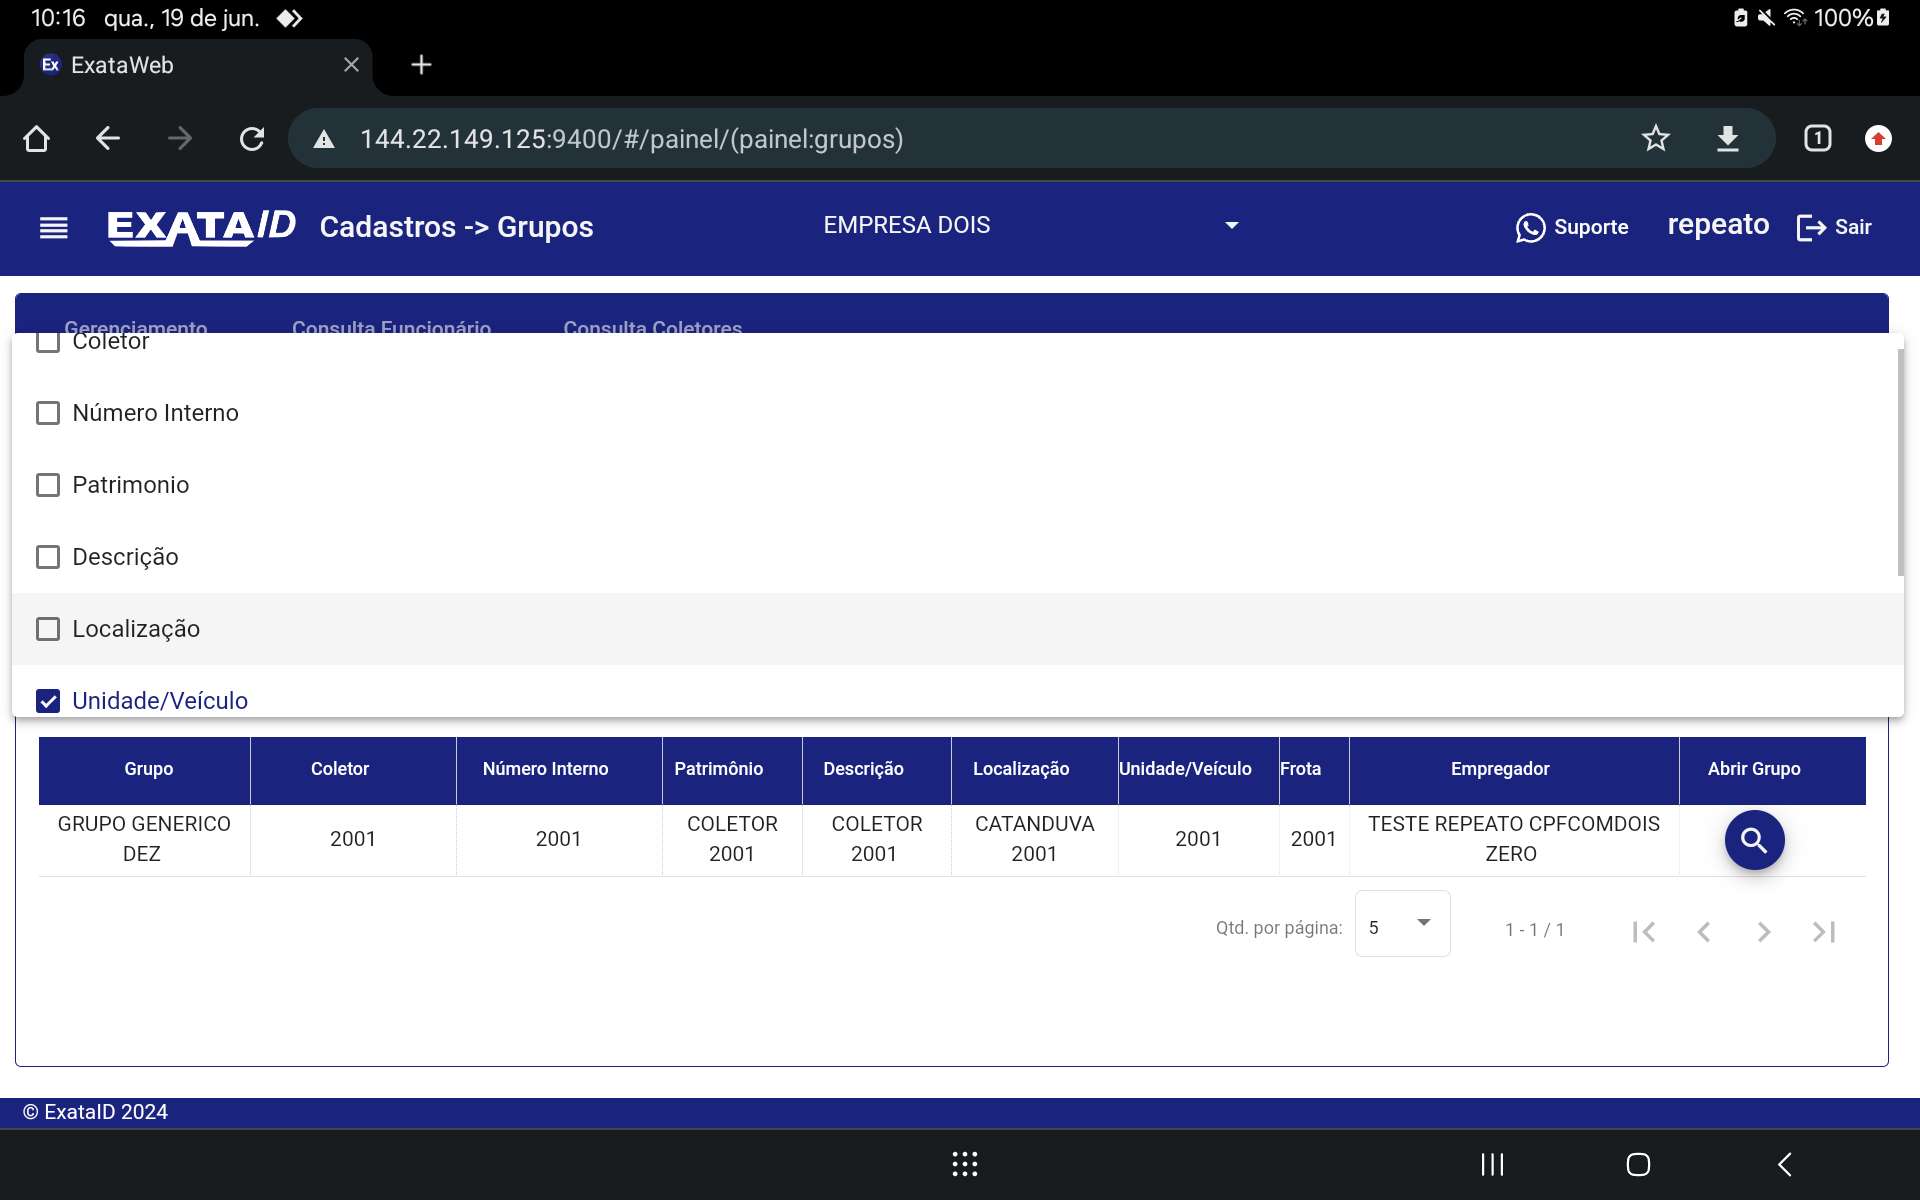 10:16 qua., 19 de jun. 100%
Ex ExataWeb
144.22.149.125:9400/#/painel/(painel:grupos) 1
EXATAID Cadastros -> Grupos EMPRESA DOIS Suporte repeato Sair
Gerenciamento Consulta Funcionário Consulta Coletores
Coletor
Número Interno
Patrimonio
Descrição
Localização
Unidade/Veículo
Grupo Coletor Número Interno Patrimônio Descrição Localização Unidade/Veículo Frota Empregador Abrir Grupo
GRUPO GENERICO DEZ 2001 2001 COLETOR 2001 COLETOR 2001 CATANDUVA 2001 2001 2001 TESTE REPEATO CPFCOMDOIS ZERO
Qtd. por página: 5 1 - 1 / 1
© ExataID 2024